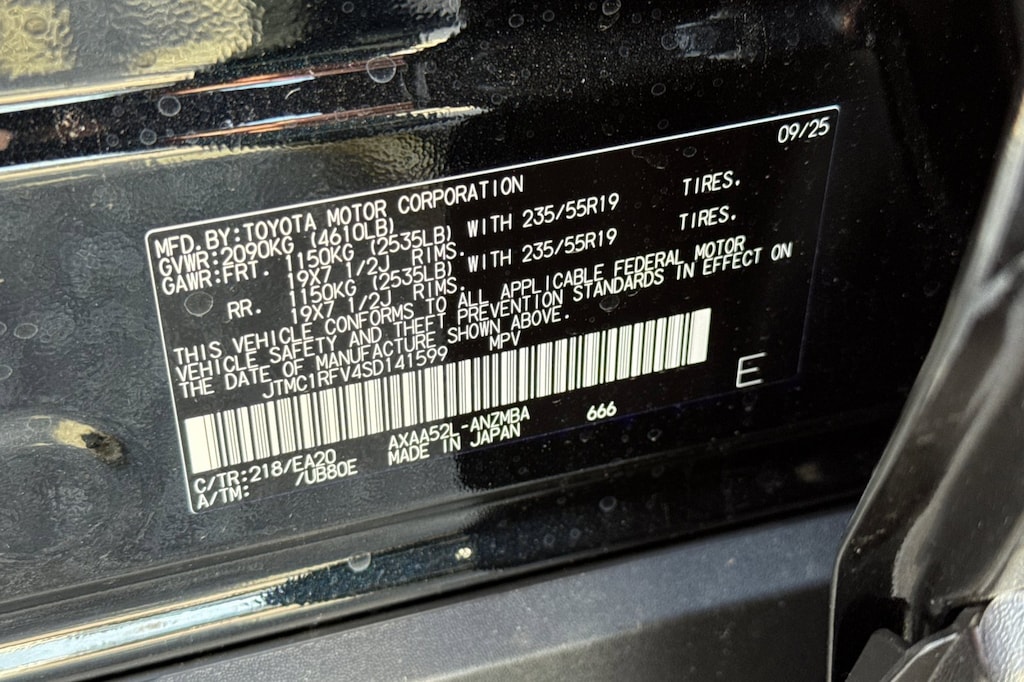 09/25
MFD.BY:TOYOTA MOTOR CORPORATION
GVWR:2090KG (4610LB)
GAWR:FRT. 1150KG (2535LB) WITH 235/55R19 TIRES.
19X7 1/2J RIMS.
RR. 1150KG (2535LB) WITH 235/55R19 TIRES.
19X7 1/2J RIMS.
THIS VEHICLE CONFORMS TO ALL APPLICABLE FEDERAL MOTOR
VEHICLE SAFETY AND THEFT PREVENTION STANDARDS IN EFFECT ON
THE DATE OF MANUFACTURE SHOWN ABOVE.
JTMC1RFV4SD141599 MPV
E
C/TR:218/EA20 AXAA52L-ANZMBA 666
A/TM: /UB80E MADE IN JAPAN